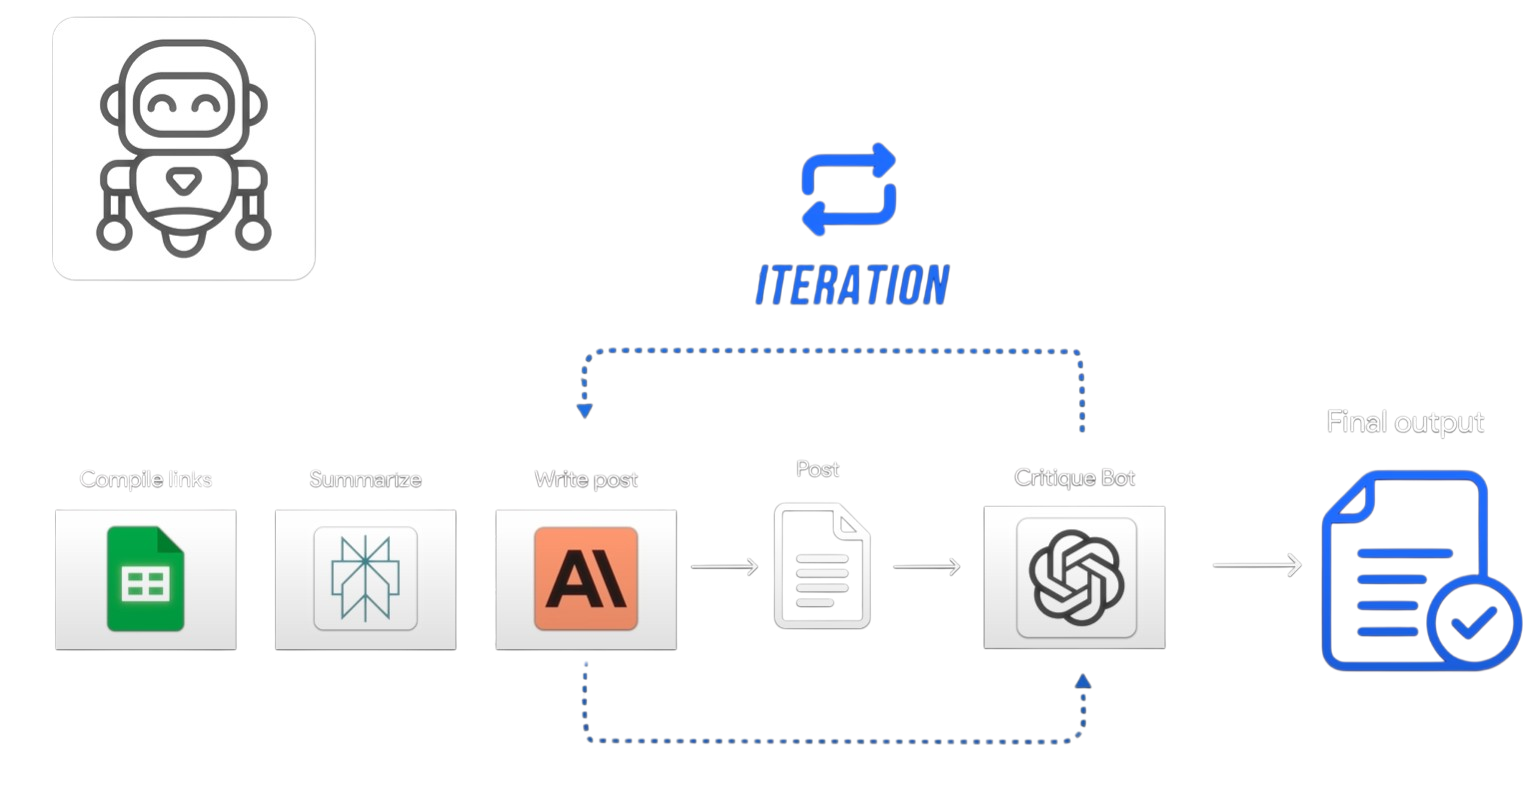 ITERATION
Final output
Compile links
Summarize
Write post
Post
Critique Bot
AI